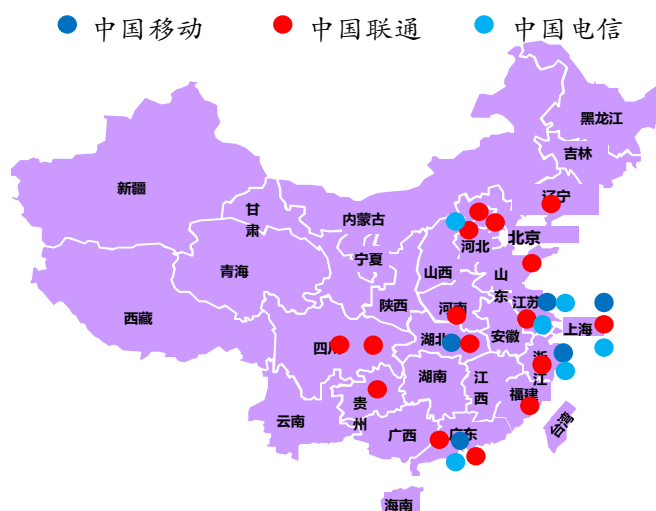 中国移动 中国联通 中国电信
黑龙江
吉林
新疆
辽宁
甘肃
内蒙古
北京
河北
宁夏
青海
山西
山东
陕西
河南
江苏
西藏
上海
安徽
湖北
四川
浙江
湖南
江西
福建
贵州
云南
台湾
广西
广东
海南